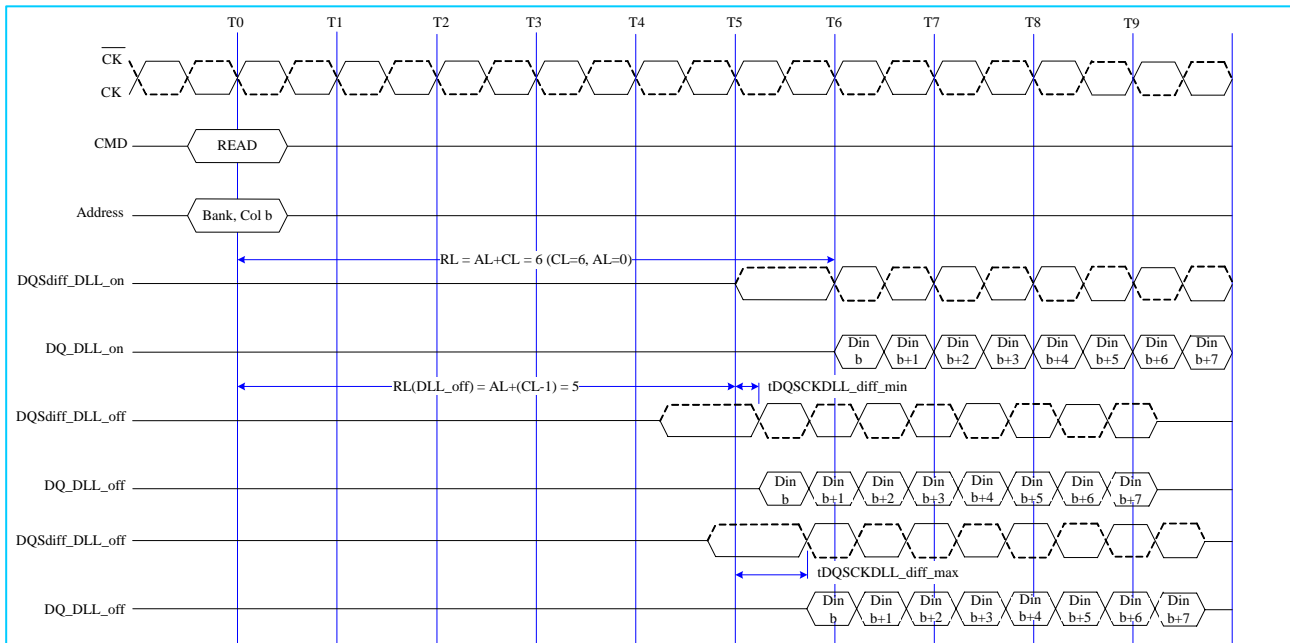 T0 T1 T2 T3 T4 T5 T6 T7 T8 T9
CK
CK
CMD READ
Address Bank, Col b
RL = AL+CL = 6 (CL=6, AL=0)
DQSdiff_DLL_on
DQ_DLL_on Din b Din b+1 Din b+2 Din b+3 Din b+4 Din b+5 Din b+6 Din b+7
RL(DLL_off) = AL+(CL-1) = 5 tDQSCKDLL_diff_min
DQSdiff_DLL_off
DQ_DLL_off Din b Din b+1 Din b+2 Din b+3 Din b+4 Din b+5 Din b+6 Din b+7
DQSdiff_DLL_off
tDQSCKDLL_diff_max
DQ_DLL_off Din b Din b+1 Din b+2 Din b+3 Din b+4 Din b+5 Din b+6 Din b+7